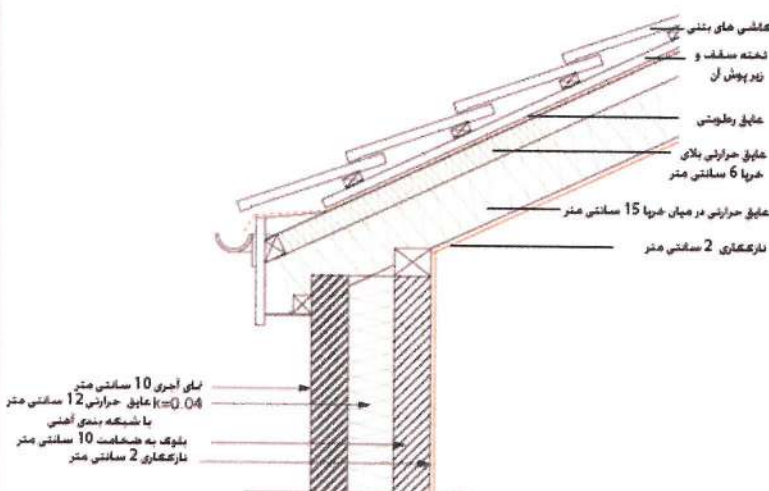 کاشی های بتنی
تخته سقف و
زیر پوش آن
عایق رطوبتی
عایق حرارتی بلای
خرپا 6 سانتی متر
عایق حرارتی در میان خرپا 15 سانتی متر
نازککاری 2 سانتی متر
نمای آجری 10 سانتی متر
عایق حرارتی 12 سانتی متر k=0.04
با شبکه بندی آهنی
بلوک به ضخامت 10 سانتی متر
نازککاری 2 سانتی متر